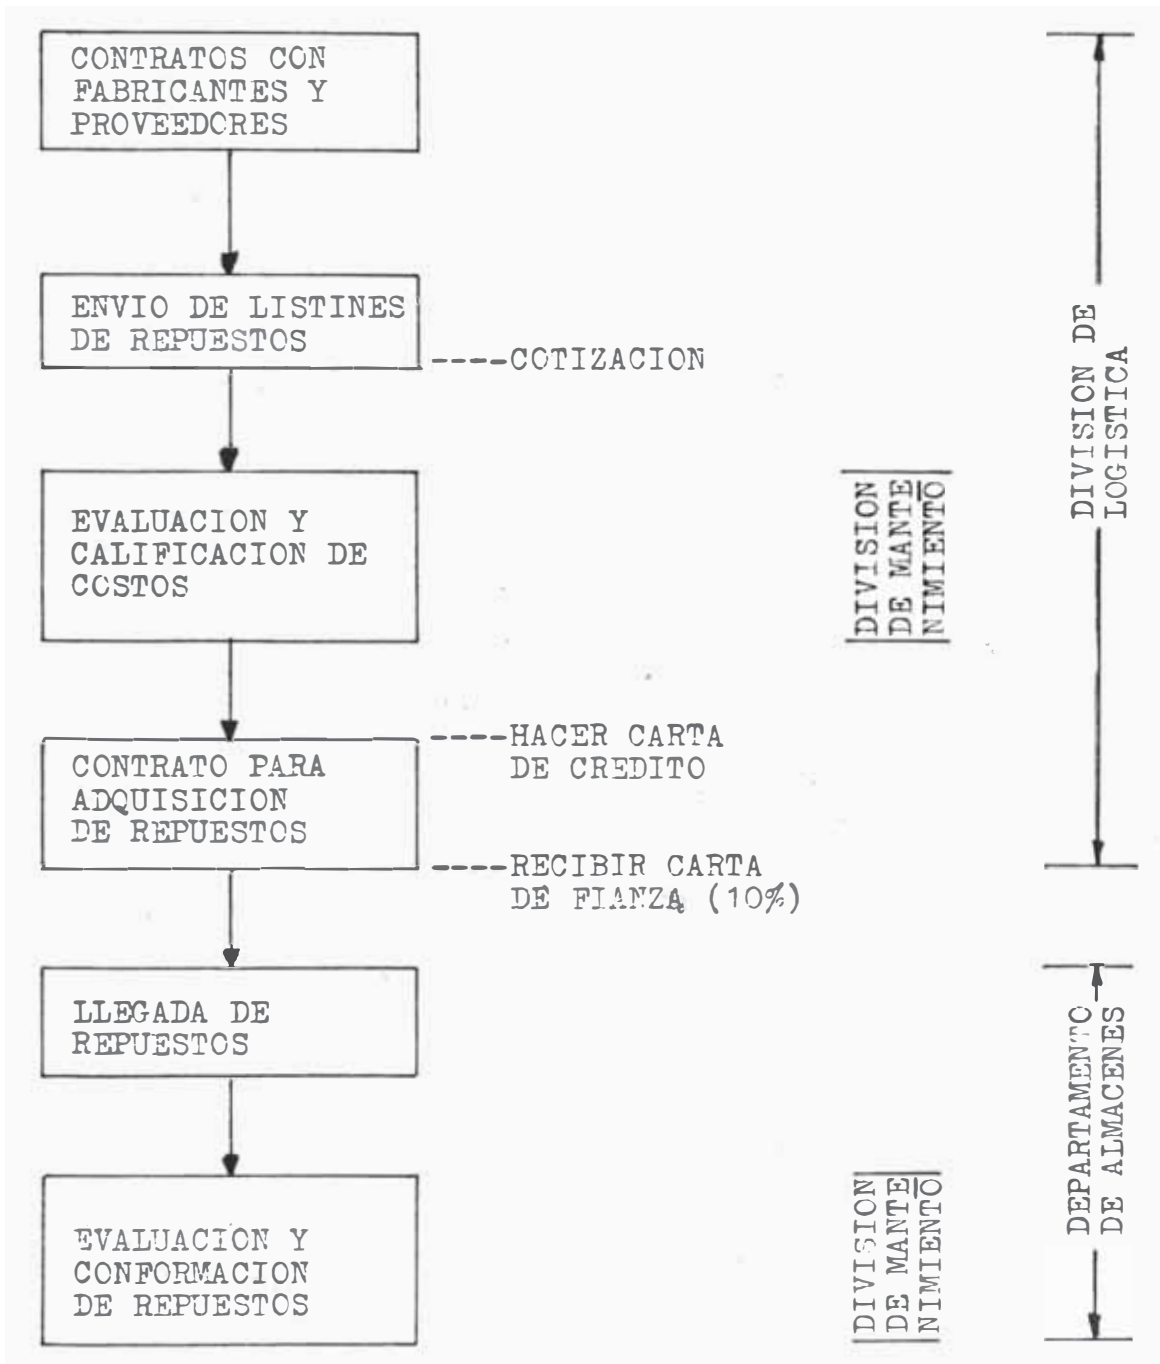 CONTRATOS CON
FABRICANTES Y
PROVEEDORES
ENVIO DE LISTINES
DE REPUESTOS
----COTIZACION
EVALUACION Y
CALIFICACION DE
COSTOS
----HACER CARTA
DE CREDITO
CONTRATO PARA
ADQUISICION
DE REPUESTOS
----RECIBIR CARTA
DE FIANZA (10%)
LLEGADA DE
REPUESTOS
EVALUACION Y
CONFORMACION
DE REPUESTOS
DIVISION
DE MANTE
NIMIENTO
DIVISION DE
LOGISTICA
DIVISION
DE MANTE
NIMIENTO
DEPARTAMENTO
DE ALMACENES